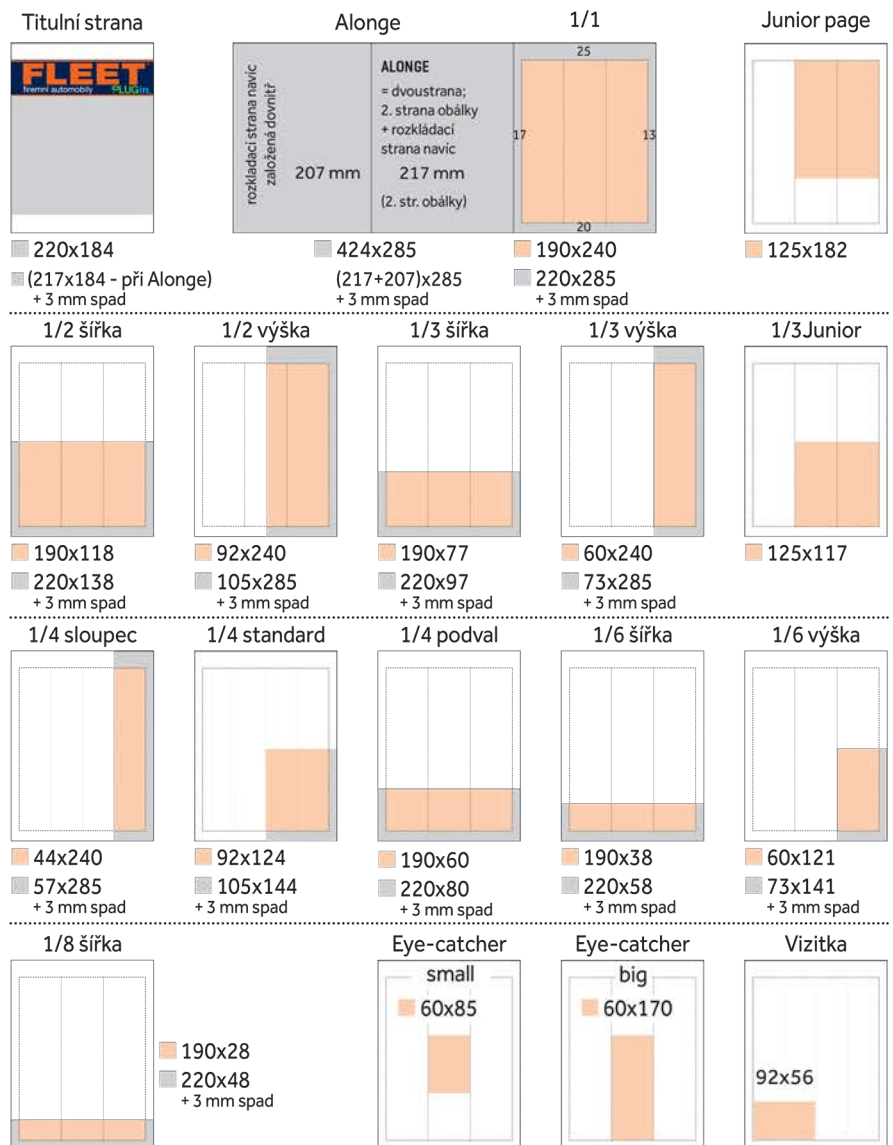 Titulní strana
FLEET
firemní automobily PLUGin
220x184
(217x184 - při Alonge)
+ 3 mm spad
Alonge
rozkladací strana navíc
založená dovnitř
207 mm
ALONGE
= dvoustrana;
2. strana obálky
+ rozkládací
strana navíc
217 mm
(2. str. obálky)
424x285
(217+207)x285
+ 3 mm spad
1/1
25
17
13
20
190x240
220x285
+ 3 mm spad
Junior page
125x182
1/2 šířka
190x118
220x138
+ 3 mm spad
1/2 výška
92x240
105x285
+ 3 mm spad
1/3 šířka
190x77
220x97
+ 3 mm spad
1/3 výška
60x240
73x285
+ 3 mm spad
1/3Junior
125x117
1/4 sloupec
44x240
57x285
+ 3 mm spad
1/4 standard
92x124
105x144
+ 3 mm spad
1/4 podval
190x60
220x80
+ 3 mm spad
1/6 šířka
190x38
220x58
+ 3 mm spad
1/6 výška
60x121
73x141
+ 3 mm spad
1/8 šířka
190x28
220x48
+ 3 mm spad
Eye-catcher
small
60x85
Eye-catcher
big
60x170
Vizitka
92x56